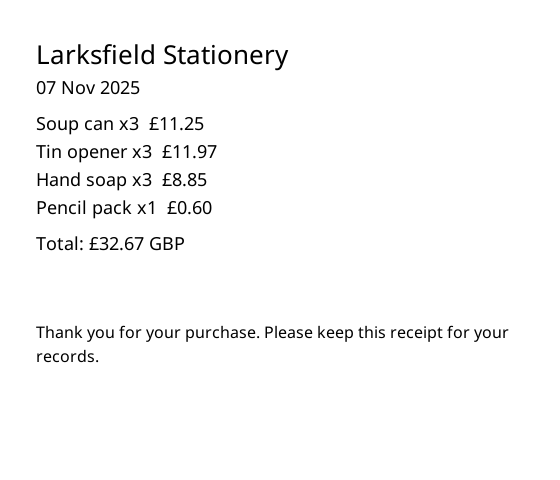 Larksfield Stationery
07 Nov 2025
Soup can x3 £11.25
Tin opener x3 £11.97
Hand soap x3 £8.85
Pencil pack x1 £0.60
Total: £32.67 GBP
Thank you for your purchase. Please keep this receipt for your
records.